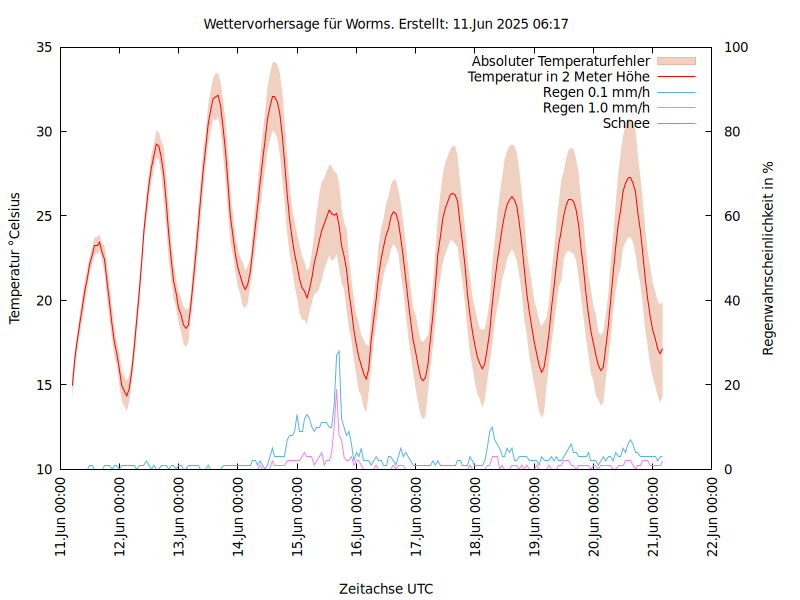 Wettervorhersage für Worms. Erstellt: 11.Jun 2025 06:17
Absoluter Temperaturfehler
Temperatur in 2 Meter Höhe
Regen 0.1 mm/h
Regen 1.0 mm/h
Schnee
Temperatur °Celsius
35
30
25
20
15
10
100
80
60
40
20
0
Regenwahrscheinlichkeit in %
11.Jun 00:00
12.Jun 00:00
13.Jun 00:00
14.Jun 00:00
15.Jun 00:00
16.Jun 00:00
17.Jun 00:00
18.Jun 00:00
19.Jun 00:00
20.Jun 00:00
21.Jun 00:00
22.Jun 00:00
Zeitachse UTC